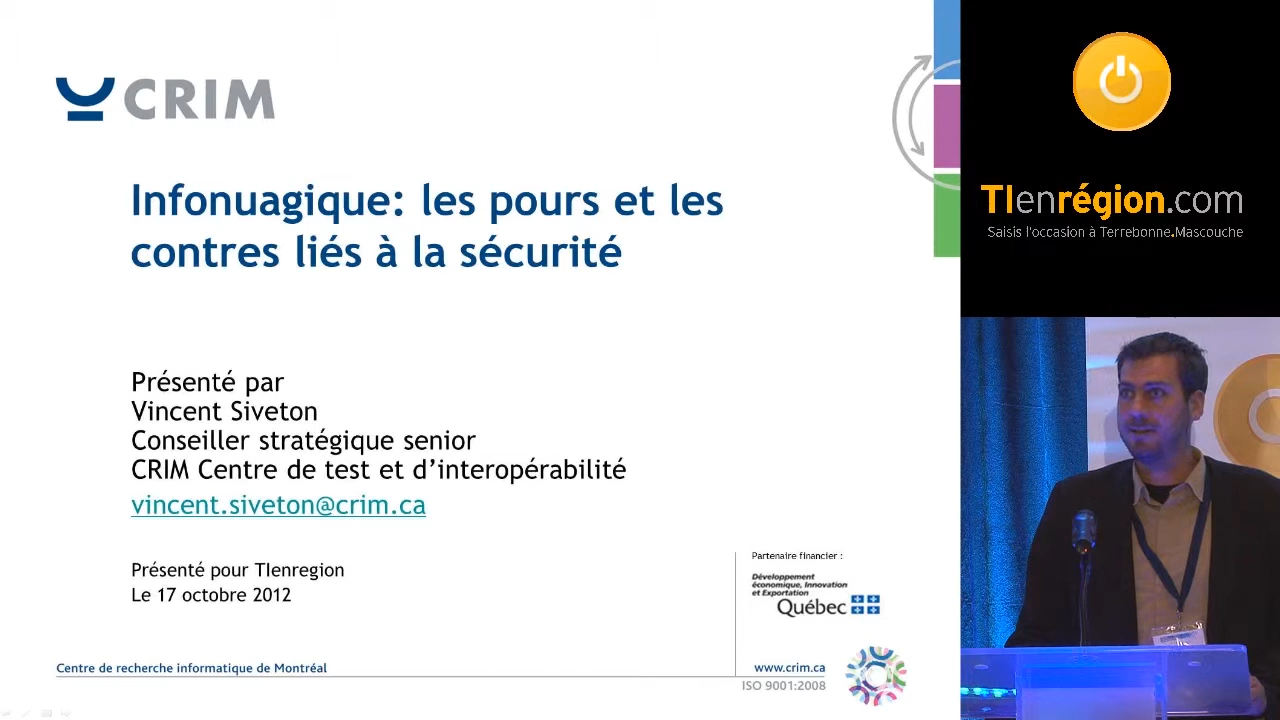 CRIM
Infonuagique: les pours et les
contres liés à la sécurité
Présenté par
Vincent Siveton
Conseiller stratégique senior
CRIM Centre de test et d’interopérabilité
vincent.siveton@crim.ca
Présenté pour TIenregion
Le 17 octobre 2012
Partenaire financier :
Développement
économique, Innovation
et Exportation
Québec
Centre de recherche informatique de Montréal
www.crim.ca
ISO 9001:2008
TIenrégion.com
Saisis l'occasion à Terrebonne.Mascouche